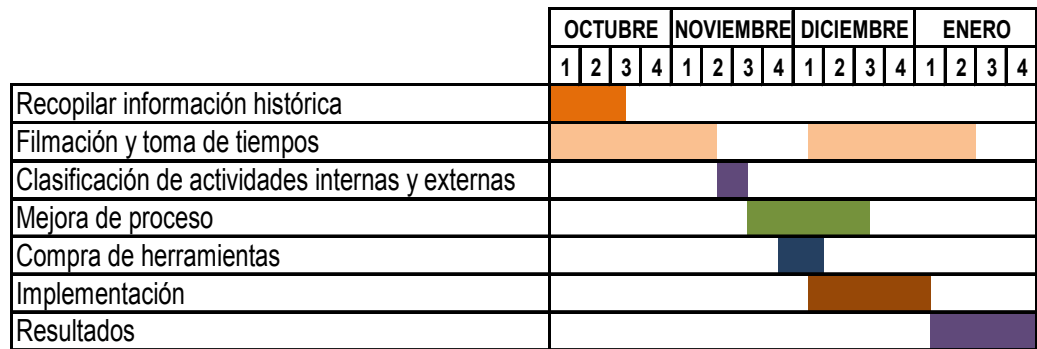 OCTUBRE NOVIEMBRE DICIEMBRE ENERO
1 2 3 4 1 2 3 4 1 2 3 4 1 2 3 4
Recopilar información histórica
Filmación y toma de tiempos
Clasificación de actividades internas y externas
Mejora de proceso
Compra de herramientas
Implementación
Resultados